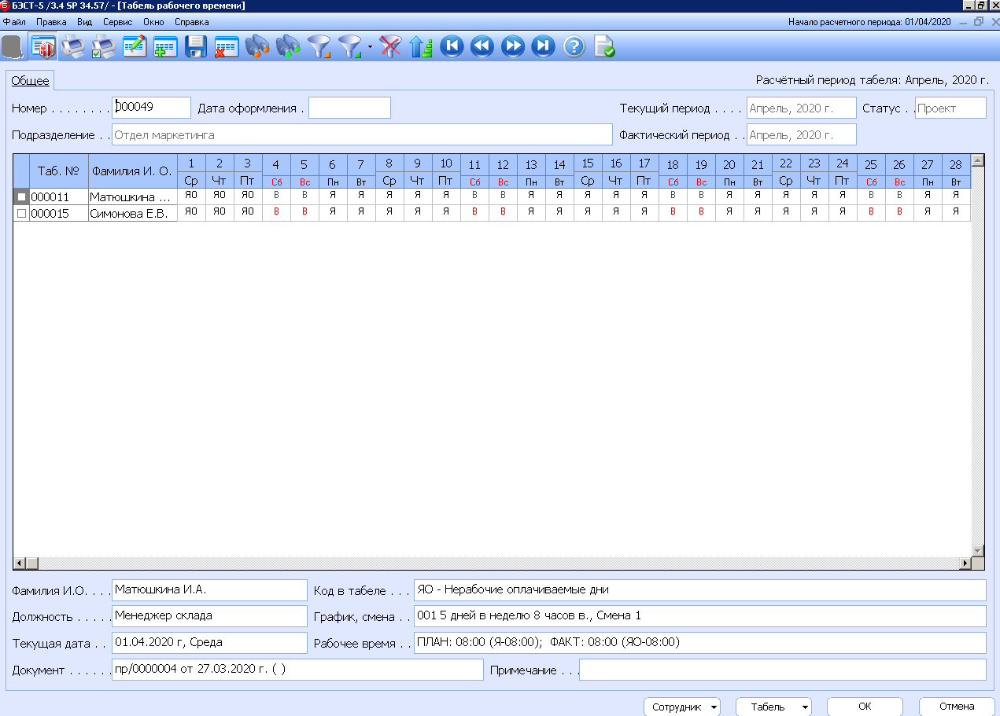 БЭСТ-5 /3.4 SP 34.57/ - [Табель рабочего времени]
Файл Правка Вид Сервис Окно Справка Начало расчетного периода: 01/04/2020
Общее Расчётный период табеля: Апрель, 2020 г.
Номер . . . . . . . . 000049 Дата оформления . Текущий период . . . . Апрель, 2020 г. Статус . . Проект
Подразделение . . Отдел маркетинга Фактический период . . Апрель, 2020 г.
Таб. № Фамилия И. О. 1 2 3 4 5 6 7 8 9 10 11 12 13 14 15 16 17 18 19 20 21 22 23 24 25 26 27 28
Ср Чт Пт Сб Вс Пн Вт Ср Чт Пт Сб Вс Пн Вт Ср Чт Пт Сб Вс Пн Вт Ср Чт Пт Сб Вс Пн Вт
000011 Матюшкина ... ЯО ЯО ЯО В В Я Я Я Я Я В В Я Я Я Я Я В В Я Я Я Я Я В В Я Я
000015 Симонова Е.В. ЯО ЯО ЯО В В Я Я Я Я Я В В Я Я Я Я Я В В Я Я Я Я Я В В Я Я
Фамилия И.О. . . . Матюшкина И.А. Код в табеле . . . ЯО - Нерабочие оплачиваемые дни
Должность . . . . . Менеджер склада График, смена . . 001 5 дней в неделю 8 часов в., Смена 1
Текущая дата . . 01.04.2020 г, Среда Рабочее время . . ПЛАН: 08:00 (Я-08:00); ФАКТ: 08:00 (ЯО-08:00)
Документ . . . . . . пр/0000004 от 27.03.2020 г. ( ) Примечание . . .
Сотрудник Табель ОК Отмена